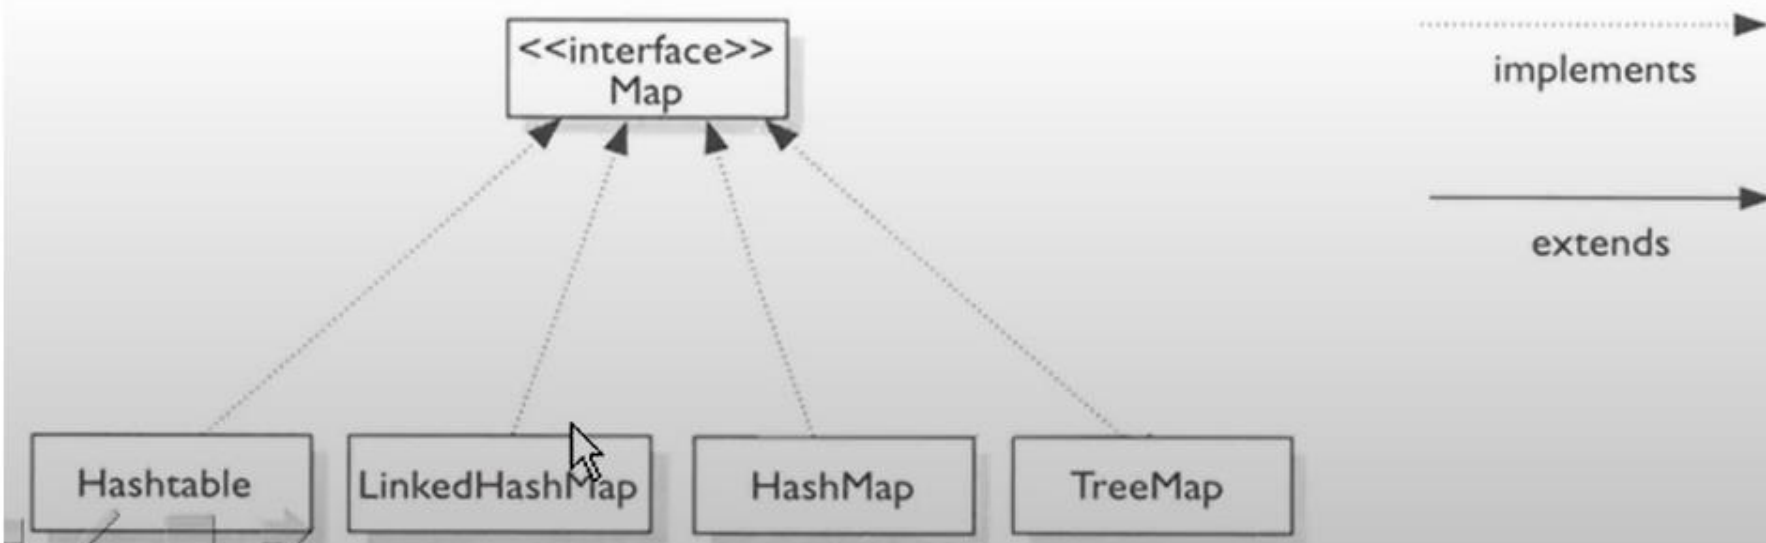 <<interface>>
Map
implements
extends
Hashtable
LinkedHashMap
HashMap
TreeMap